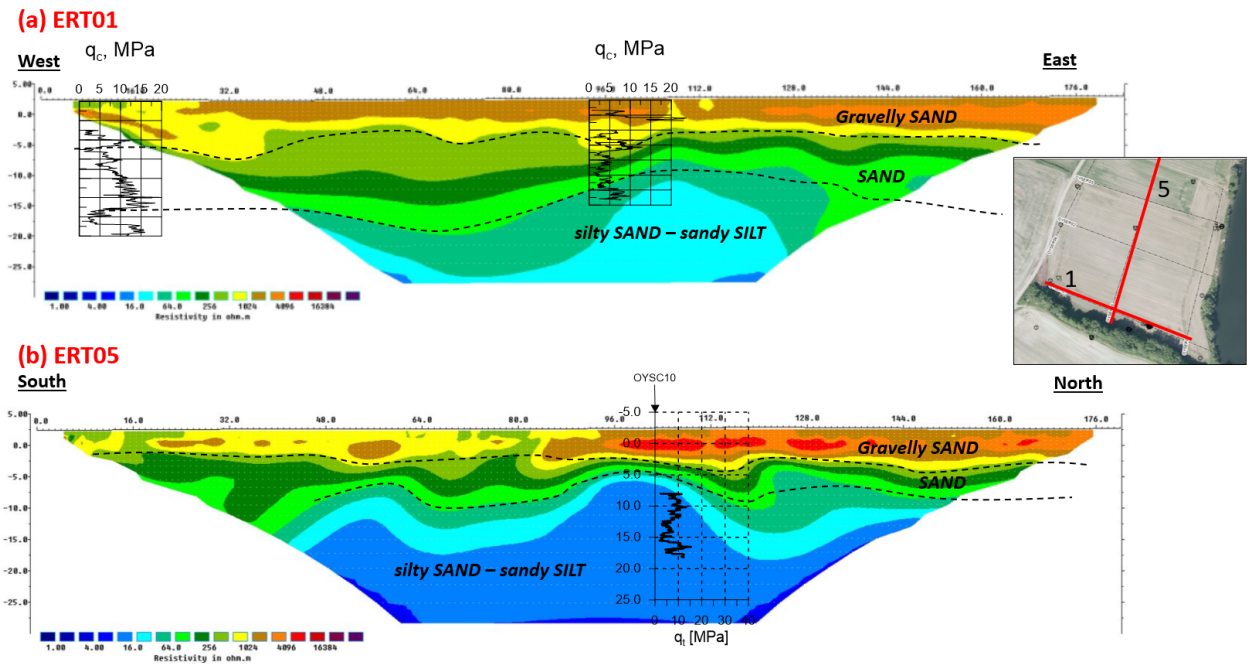 (a) ERT01
West
qc, MPa
qc, MPa
East
0 5 10 15 20
0 5 10 15 20
5.00 0.0 16.0 32.0 48.0 64.0 80.0 96.0 112.0 128.0 144.0 160.0 176.0
0.0
-5.00
-10.0
-15.0
-20.0
-25.0
Gravelly SAND
SAND
silty SAND – sandy SILT
1.00 4.00 16.0 64.0 256 1024 4096 16384
Resistivity in ohm.m
5
1
(b) ERT05
South
OYSC10
North
5.00 0.0 16.0 32.0 48.0 64.0 80.0 96.0 112.0 128.0 144.0 160.0 176.0
0.0
-5.00
-10.0
-15.0
-20.0
-25.0
-5.0
0.0
5.0
10.0
15.0
20.0
25.0
Gravelly SAND
SAND
silty SAND – sandy SILT
0 10 20 30 40
qt [MPa]
1.00 4.00 16.0 64.0 256 1024 4096 16384
Resistivity in ohm.m